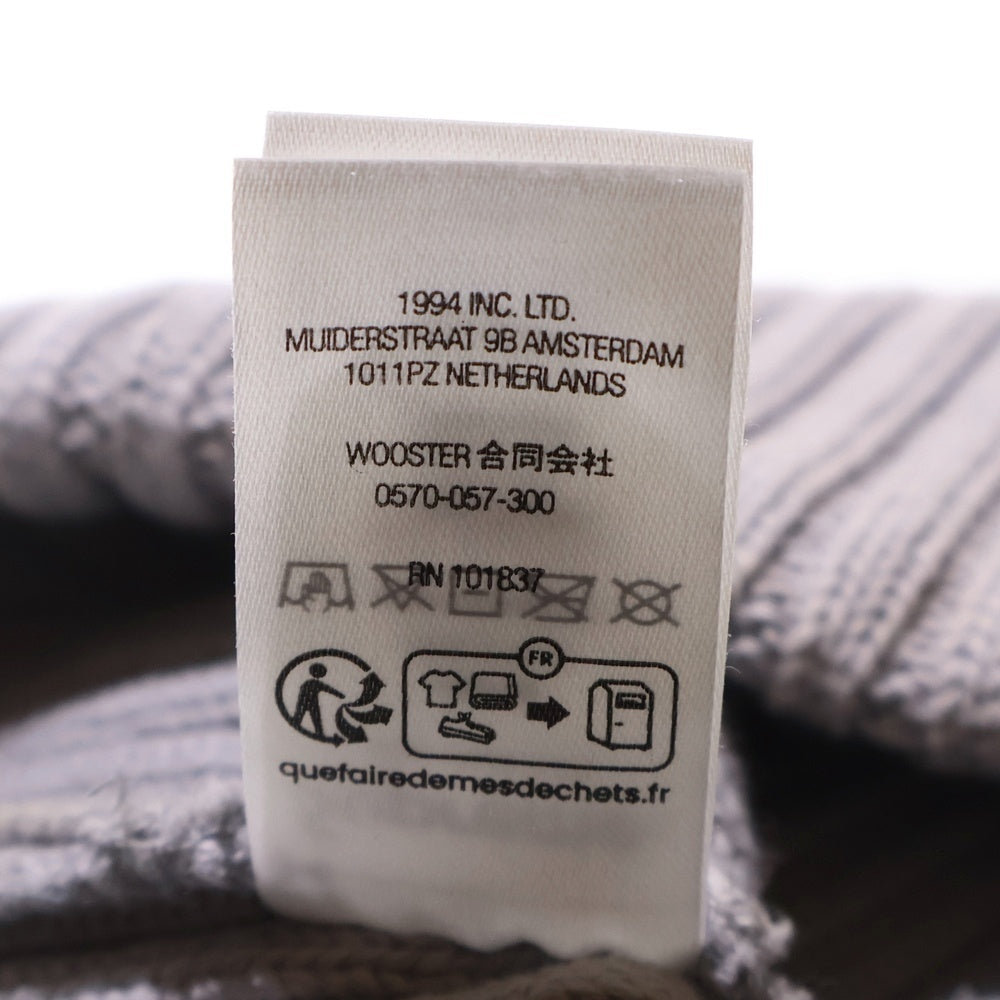 1994 INC. LTD.
MUIDERSTRAAT 9B AMSTERDAM
1011PZ NETHERLANDS
WOOSTER 合同会社
0570-057-300
RN 101837
FR
quefairedemesdechets.fr